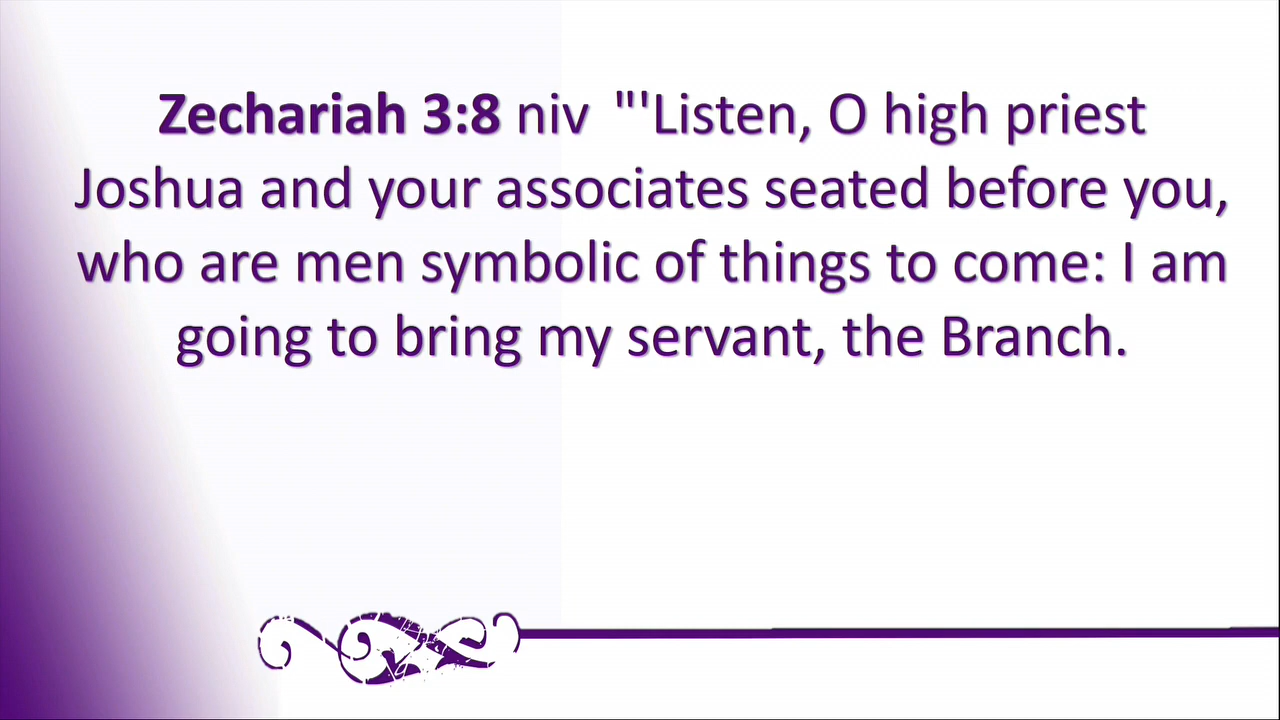 Zechariah 3:8 niv "'Listen, O high priest
Joshua and your associates seated before you,
who are men symbolic of things to come: I am
going to bring my servant, the Branch.